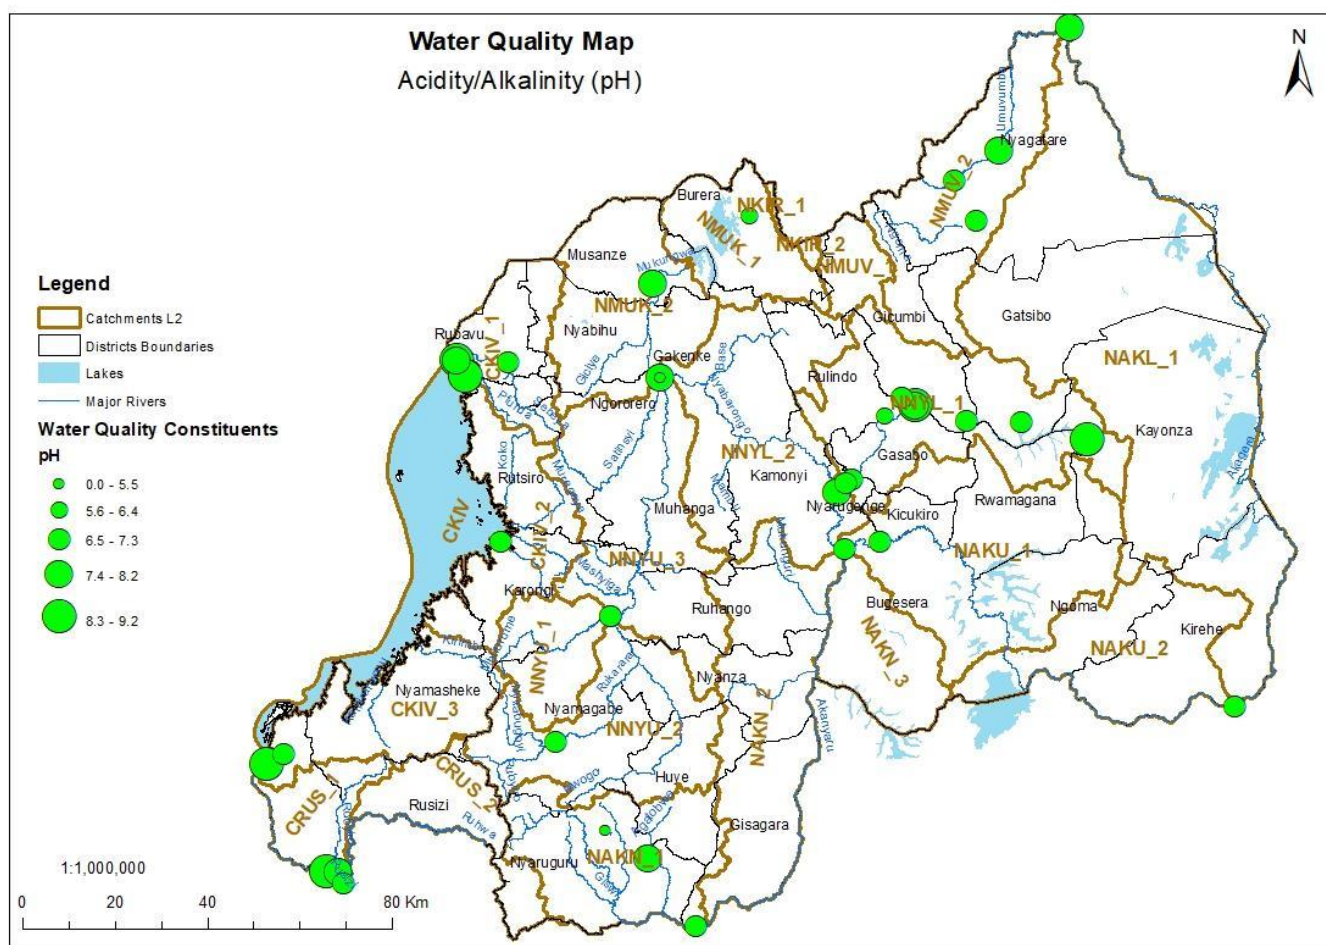 Water Quality Map
Acidity/Alkalinity (pH)
N
Legend
Catchments L2
Districts Boundaries
Lakes
Major Rivers
Water Quality Constituents
pH
0.0 - 5.5
5.6 - 6.4
6.5 - 7.3
7.4 - 8.2
8.3 - 9.2
1:1,000,000
0 20 40 80 Km
Umuvumba
Nyagatare
NMUV_2
Burera
NKIR_1
NMUK_1
NKIR_2
NMUV_1
Musanze
Mukungwa
NMUK_2
Nyabihu
Giciye
Gakenke
Base
Gicumbi
Gatsibo
NAKL_1
Rubavu
CKIV_1
Rulindo
NNYL_1
Kayonza
Ngororero
Sebeya
Nyabarongo
Satinsyi
NNYL_2
Kamonyi
Gasabo
Akagera
Koko
Rutsiro
Nyarugenge
Rwamagana
Kicukiro
Muhanga
CKIV
CKIV_2
NNYU_3
NAKU_1
Mashyiga
Karongi
Ruhango
Bugesera
Ngoma
Kirehe
NAKU_2
NAKN_3
NNYU_1
Rukarara
Nyanza
NAKN_2
Nyamasheke
CKIV_3
Nyamagabe
NNYU_2
Akanyaru
Huye
CRUS_2
Rusizi
Ruhwa
Gisagara
Nyaruguru
NAKN_1